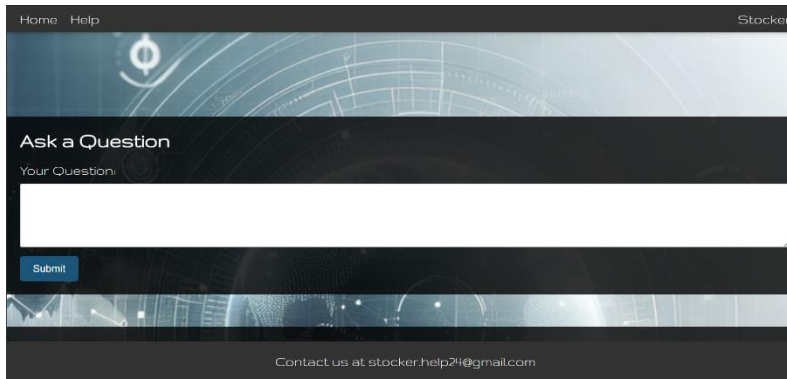 Home Help Stocker
Ask a Question
Your Question:
Submit
Contact us at stocker.help24@gmail.com